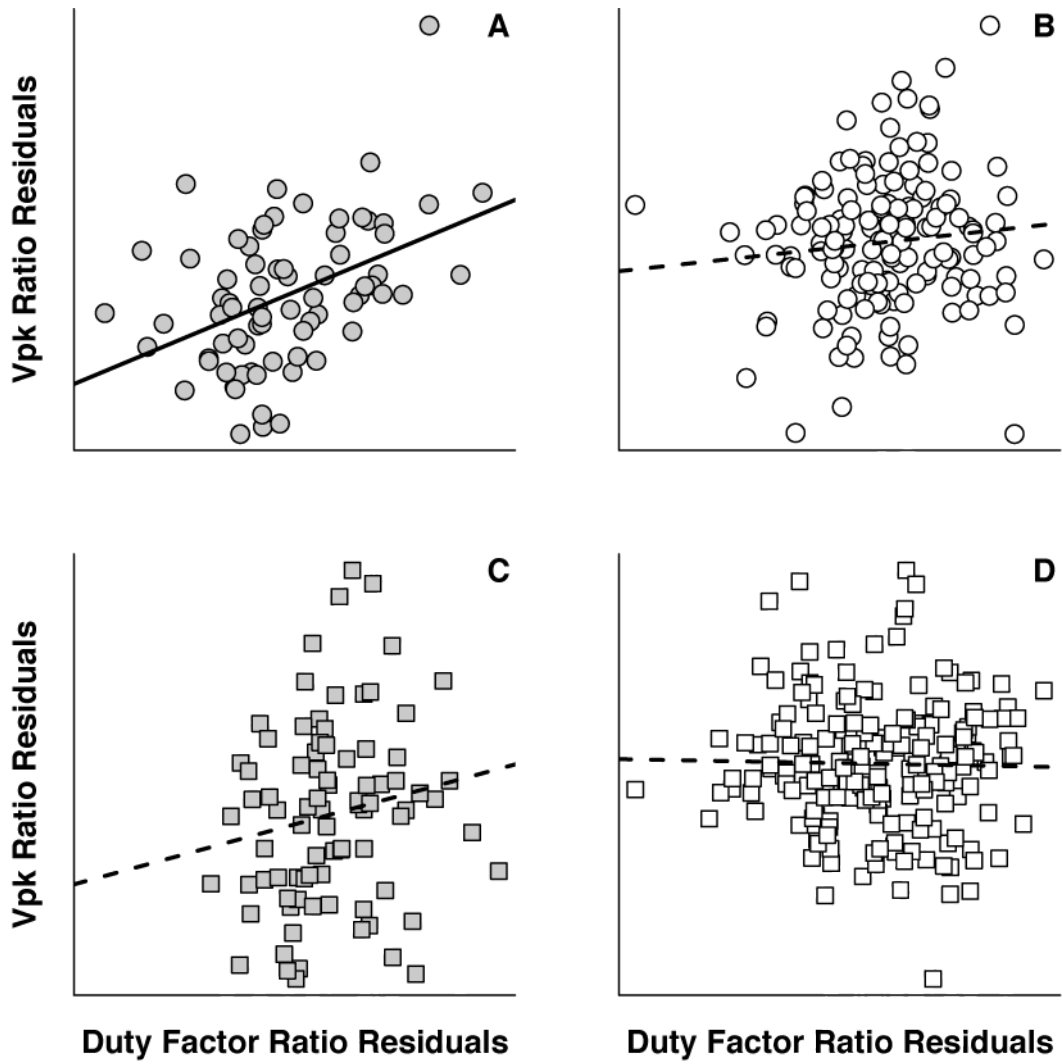 A
B
Vpk Ratio Residuals
C
D
Vpk Ratio Residuals
Duty Factor Ratio Residuals
Duty Factor Ratio Residuals